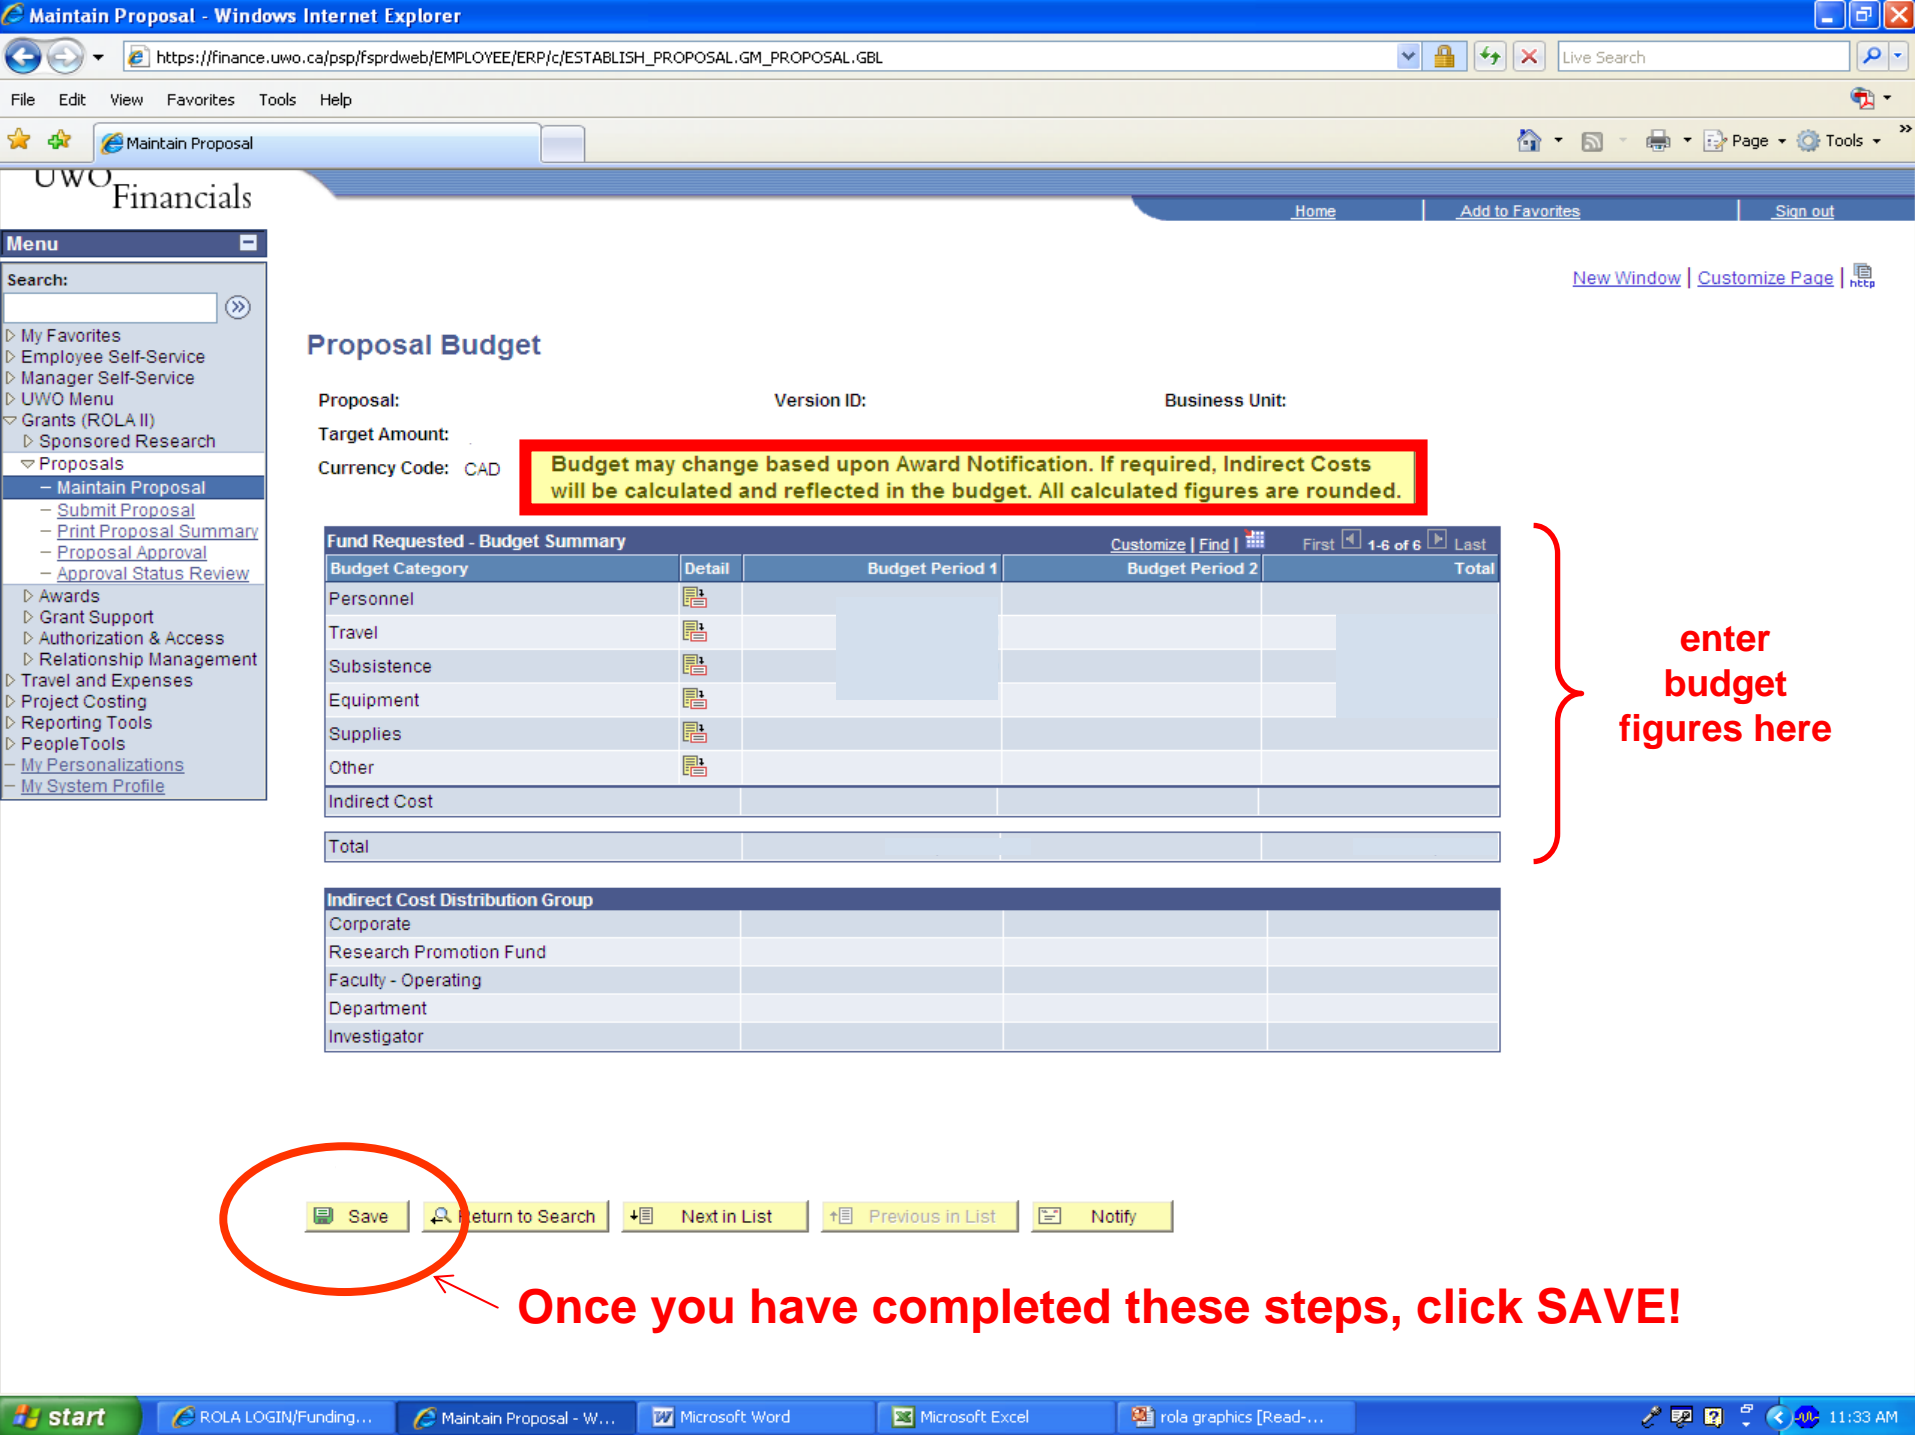 Maintain Proposal - Windows Internet Explorer
https://finance.uwo.ca/psp/fsprdweb/EMPLOYEE/ERP/c/ESTABLISH_PROPOSAL.GM_PROPOSAL.GBL
Live Search
File Edit View Favorites Tools Help
Maintain Proposal
Page Tools
UWO
Financials
Home Add to Favorites Sign out
Menu
Search:
My Favorites
Employee Self-Service
Manager Self-Service
UWO Menu
Grants (ROLA II)
Sponsored Research
Proposals
– Maintain Proposal
– Submit Proposal
– Print Proposal Summary
– Proposal Approval
– Approval Status Review
Awards
Grant Support
Authorization & Access
Relationship Management
Travel and Expenses
Project Costing
Reporting Tools
PeopleTools
– My Personalizations
– My System Profile
New Window | Customize Page | http
Proposal Budget
Proposal: Version ID: Business Unit:
Target Amount:
Currency Code: CAD
Budget may change based upon Award Notification. If required, Indirect Costs
will be calculated and reflected in the budget. All calculated figures are rounded.
Fund Requested - Budget Summary Customize | Find | First 1-6 of 6 Last
Budget Category Detail Budget Period 1 Budget Period 2 Total
Personnel
Travel
Subsistence
Equipment
Supplies
Other
Indirect Cost
Total
enter
budget
figures here
Indirect Cost Distribution Group
Corporate
Research Promotion Fund
Faculty - Operating
Department
Investigator
Save Return to Search Next in List Previous in List Notify
Once you have completed these steps, click SAVE!
start ROLA LOGIN/Funding... Maintain Proposal - W... Microsoft Word Microsoft Excel rola graphics [Read-... 11:33 AM